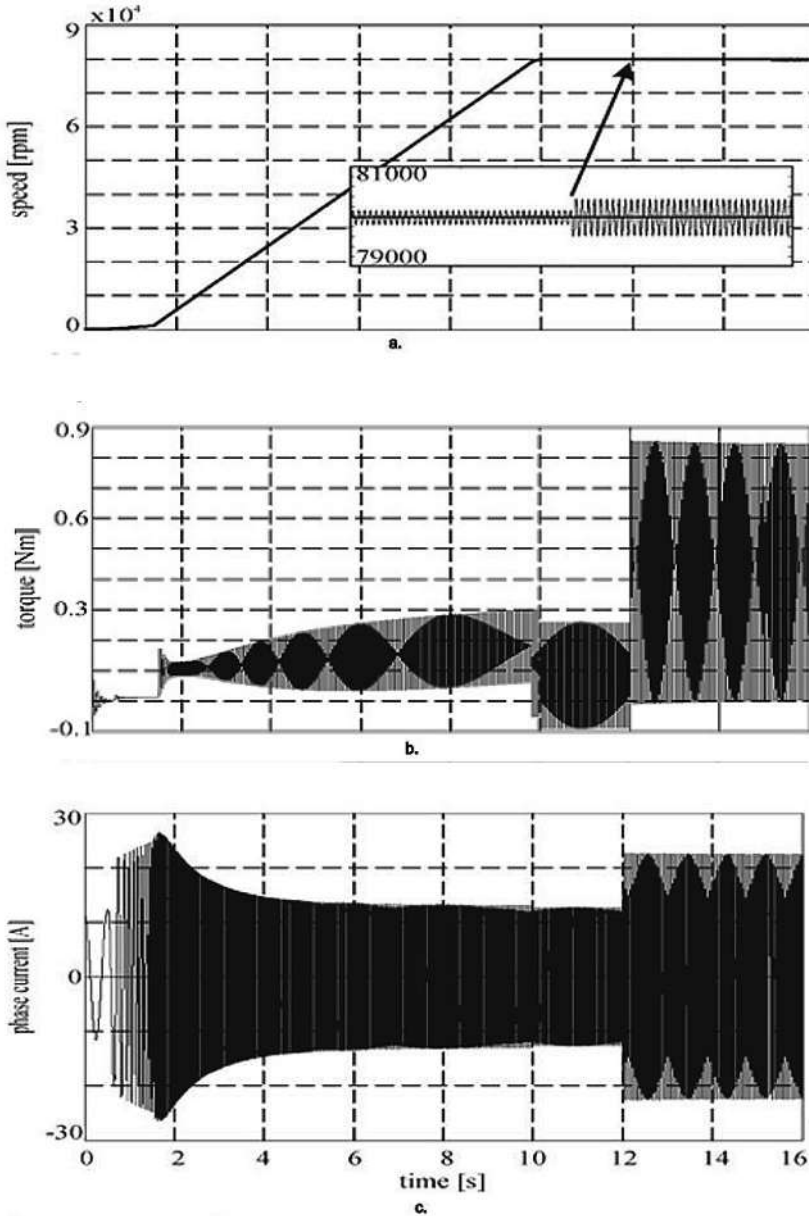 x10⁴
9
6
3
0
speed [rpm]
81000
79000
a.
0.9
0.6
0.3
-0.1
torque [Nm]
b.
30
0
-30
phase current [A]
0 2 4 6 8 10 12 14 16
time [s]
c.